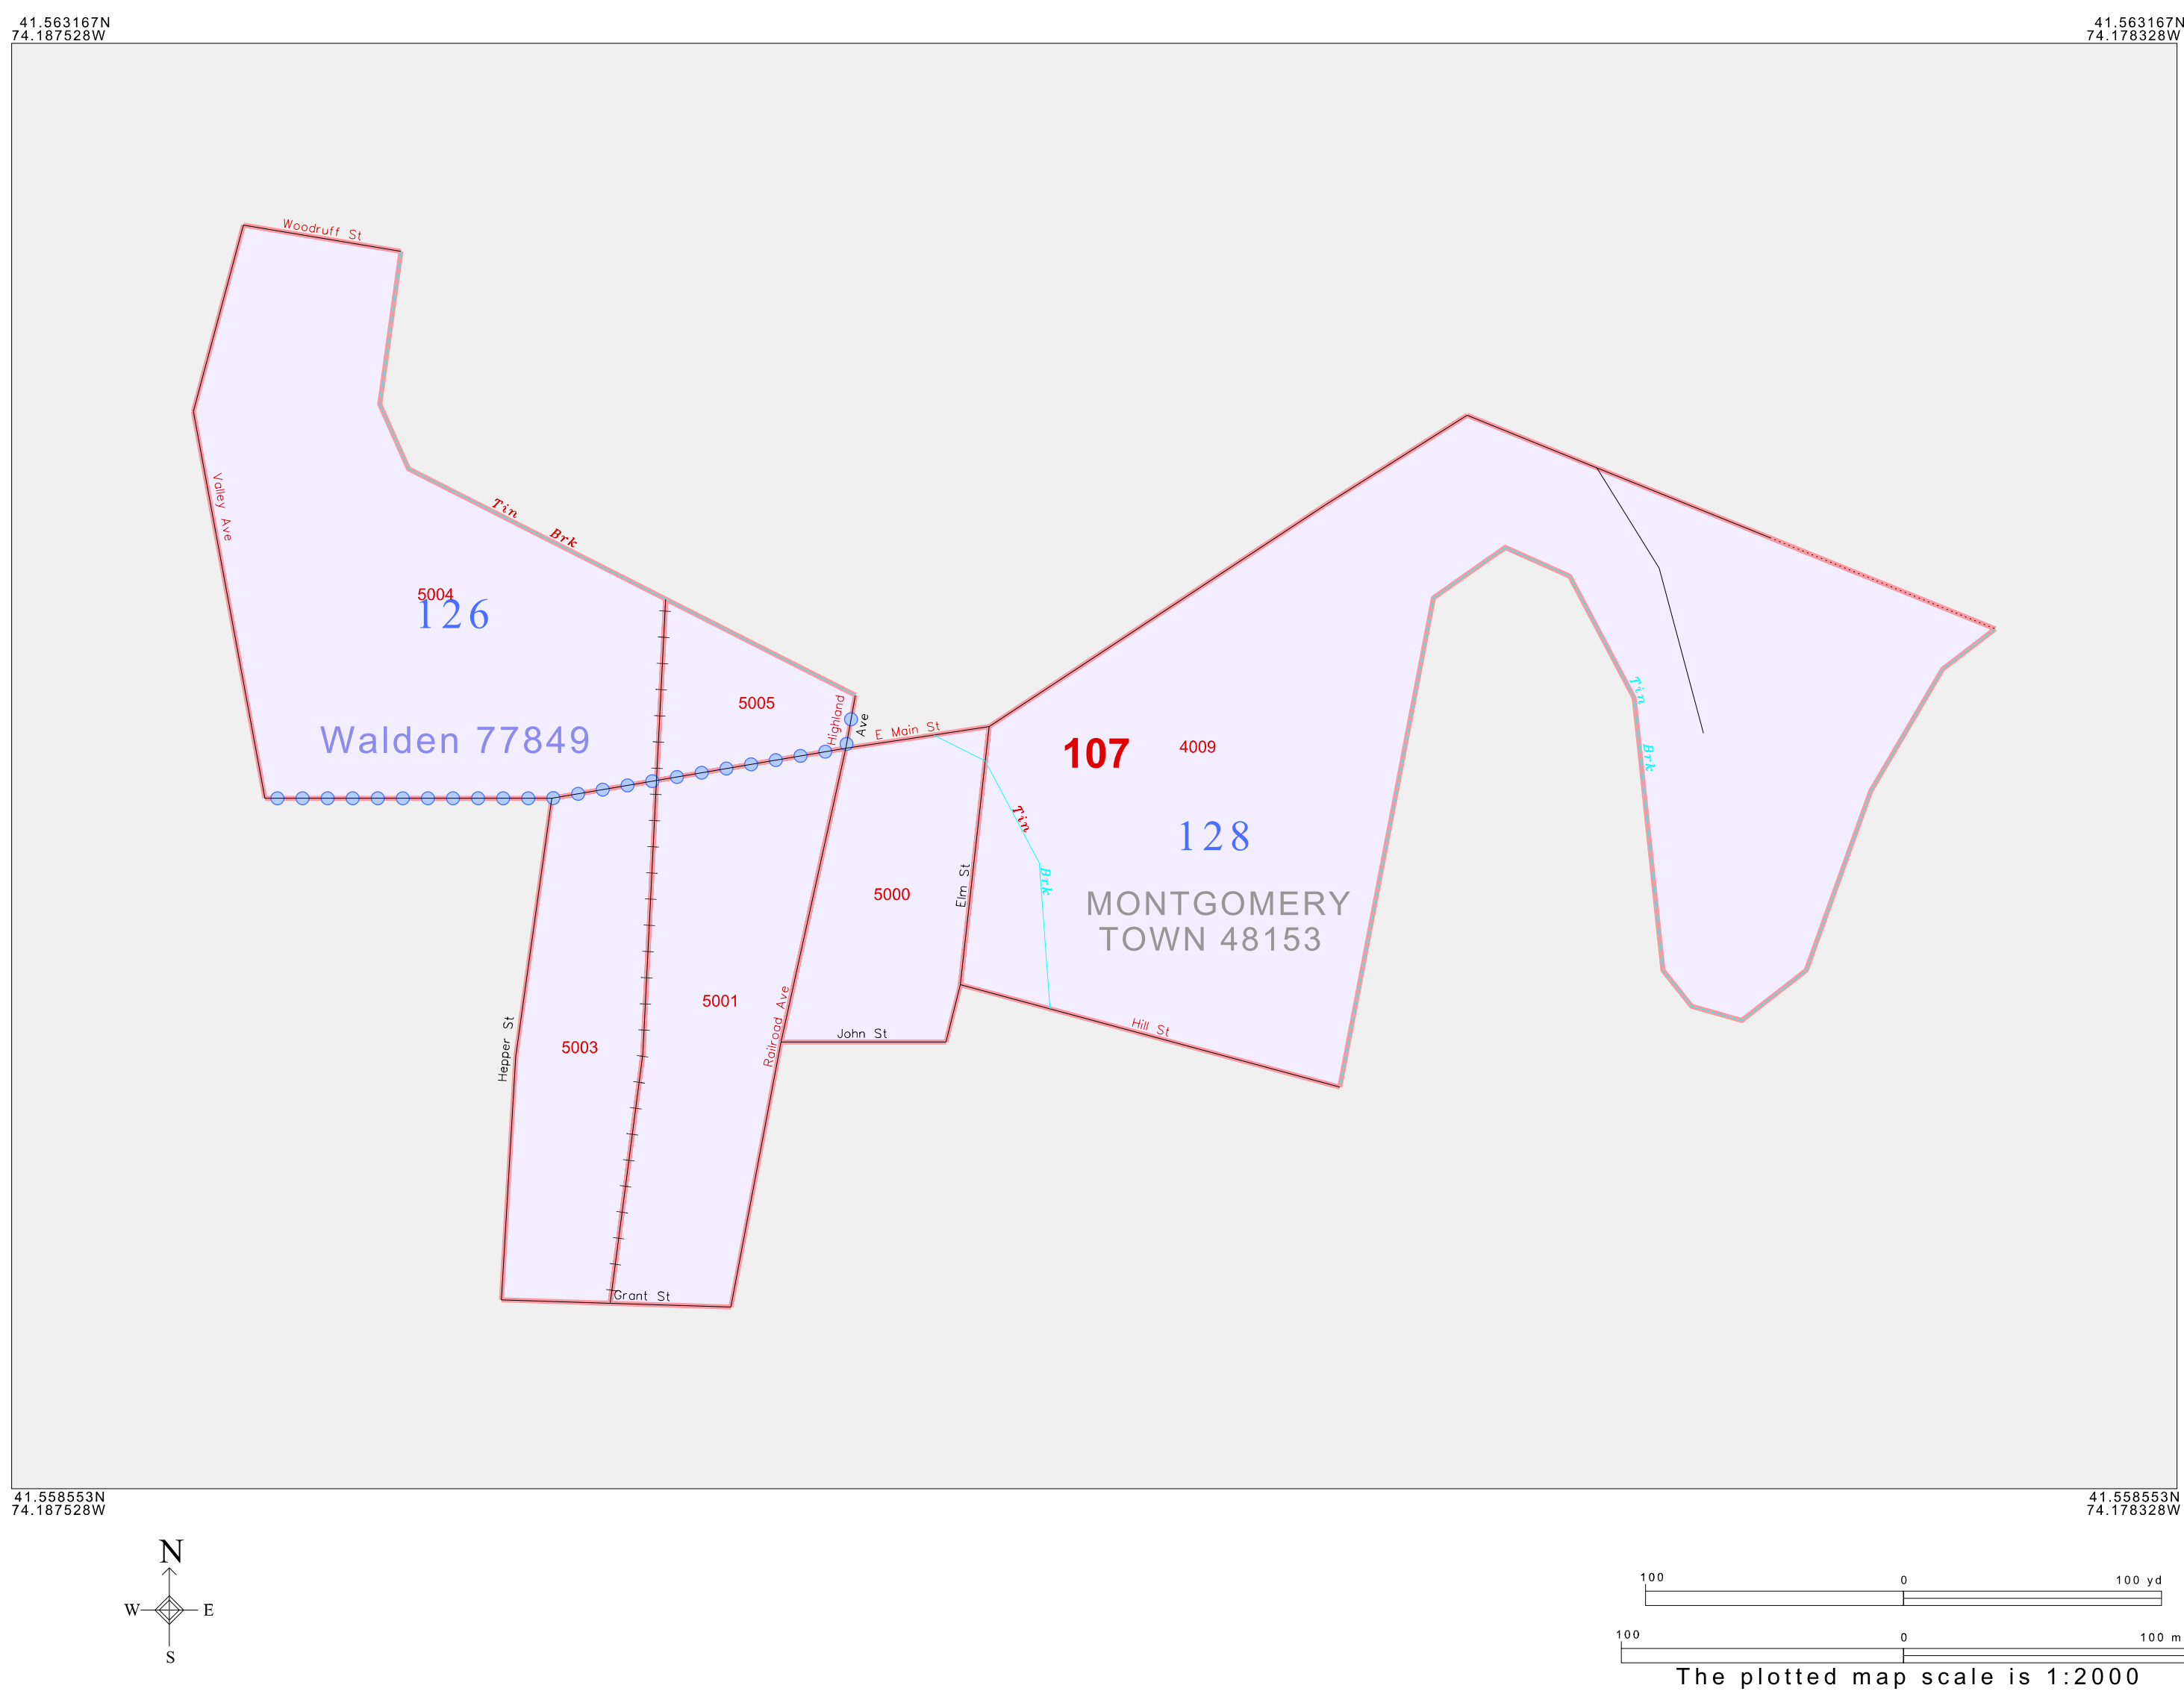 41.563167N
74.187528W
41.563167N
74.178328W
Woodruff St
Valley Ave
Tin
Brk
5004
126
Walden 77849
5005
Highland
Ave
E Main St
107
4009
Tin
Brk
Tin
Brk
128
5000
Elm St
MONTGOMERY
TOWN 48153
5001
Railroad Ave
John St
Hill St
Hepper St
5003
Grant St
41.558553N
74.187528W
41.558553N
74.178328W
N
W
E
S
100
0
100 yd
100
0
100 m
The plotted map scale is 1:2000